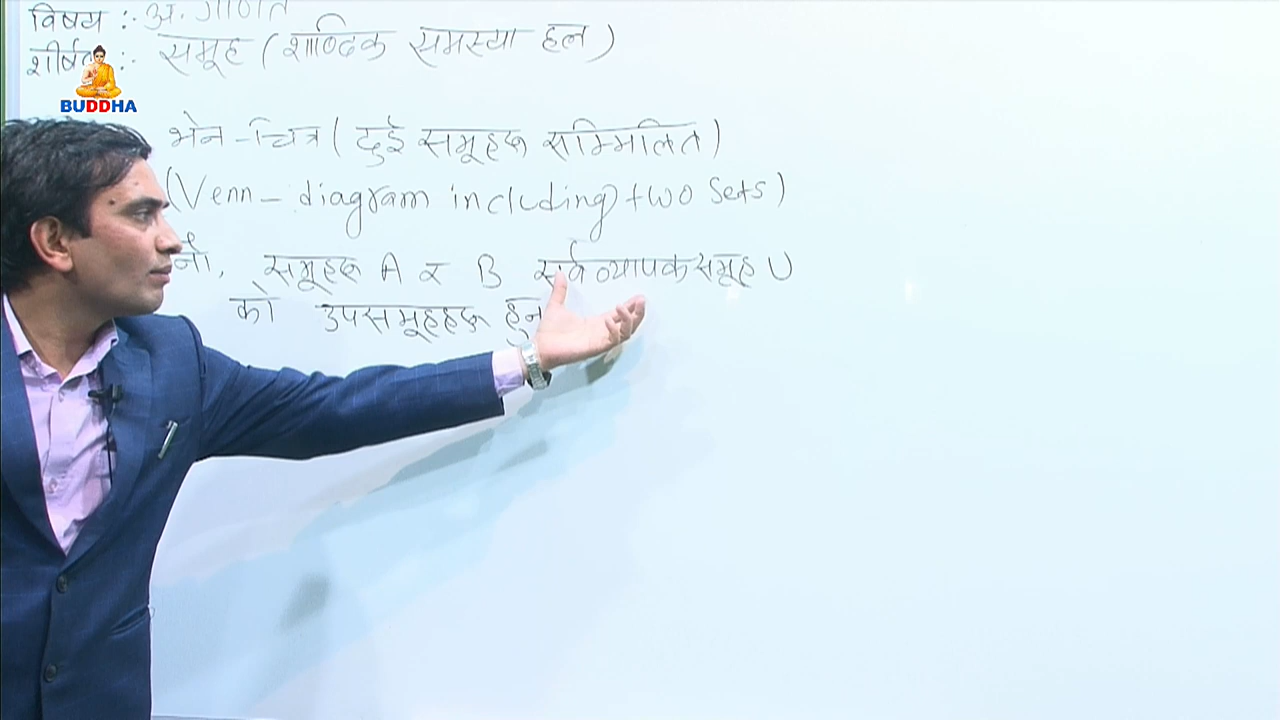 विषय :- अ. गणित
शीर्षक :- समूह (शाब्दिक समस्या हल)
BUDDHA
भेन-चित्र (दुई समूहहरू सम्मिलित)
(Venn-diagram including two Sets)
समूहहरू A र B सर्वव्यापक समूह U
को उपसमूहहरू हुन